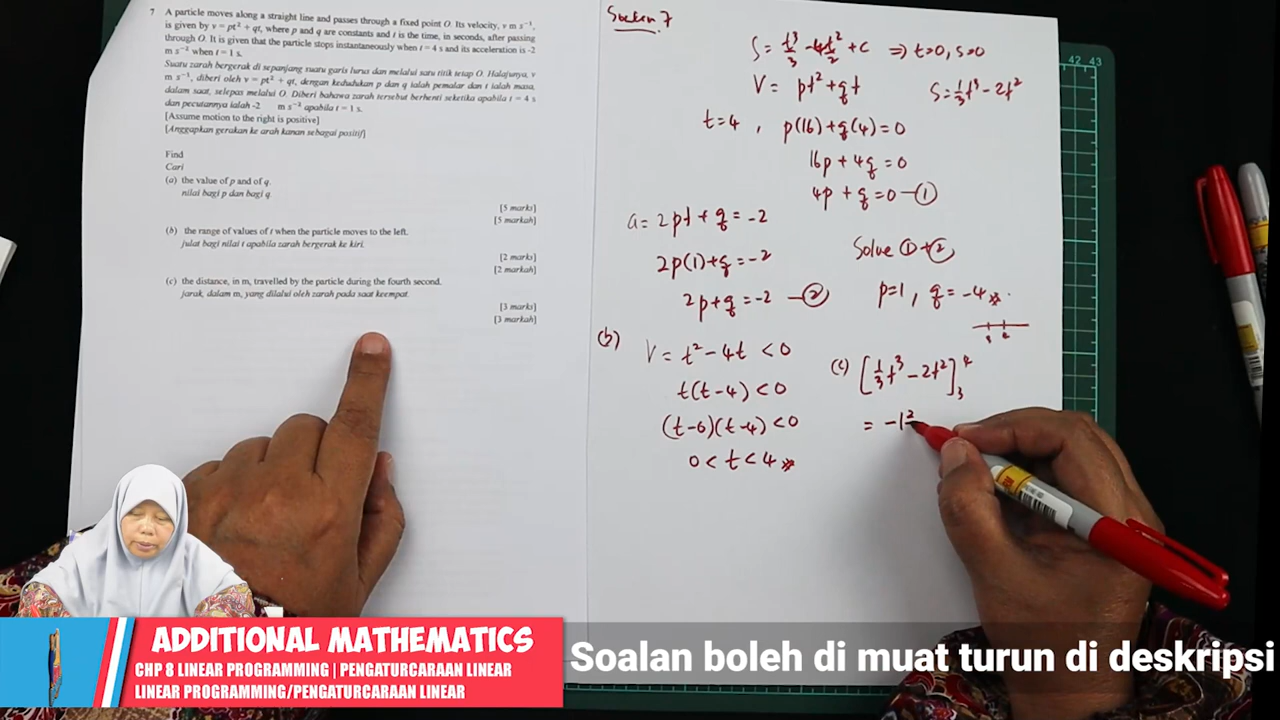 7 A particle moves along a straight line and passes through a fixed point O. Its velocity, v m s⁻¹,
is given by v = pt² + qt, where p and q are constants and t is the time, in seconds, after passing
through O. It is given that the particle stops instantaneously when t = 4 s and its acceleration is -2
m s⁻² when t = 1 s.
Suatu zarah bergerak di sepanjang suatu garis lurus dan melalui satu titik tetap O. Halajunya, v
m s⁻¹, diberi oleh v = pt² + qt, dengan kedudukan p dan q ialah pemalar dan t ialah masa,
dalam saat, selepas melalui O. Diberi bahawa zarah tersebut berhenti seketika apabila t = 4 s
dan pecutannya ialah -2 m s⁻² apabila t = 1 s.
[Assume motion to the right is positive]
[Anggapkan gerakan ke arah kanan sebagai positif]
Find
Cari
(a) the value of p and of q.
nilai bagi p dan bagi q.
[5 marks]
[5 markah]
(b) the range of values of t when the particle moves to the left.
julat bagi nilai t apabila zarah bergerak ke kiri.
[2 marks]
[2 markah]
(c) the distance, in m, travelled by the particle during the fourth second.
jarak, dalam m, yang dilalui oleh zarah pada saat keempat.
[3 marks]
[3 markah]
S = t³/3 - 4t²/2 + c ⇒ t=0, s=0
V = pt² + qt
S = 1/3t³ - 2t²
t=4, p(16) + q(4) = 0
16p + 4q = 0
4p + q = 0 —①
a = 2pt + q = -2
2p(1) + q = -2
2p + q = -2 —②
Solve ① + ②
p=1, q = -4
(b) V = t² - 4t < 0
t(t-4) < 0
(t-0)(t-4) < 0
0 < t < 4
(c) [1/3t³ - 2t²]⁴₃
= -1 2
42 43
ADDITIONAL MATHEMATICS
CHP 8 LINEAR PROGRAMMING | PENGATURCARAAN LINEAR
LINEAR PROGRAMMING/PENGATURCARAAN LINEAR
Soalan boleh di muat turun di deskripsi